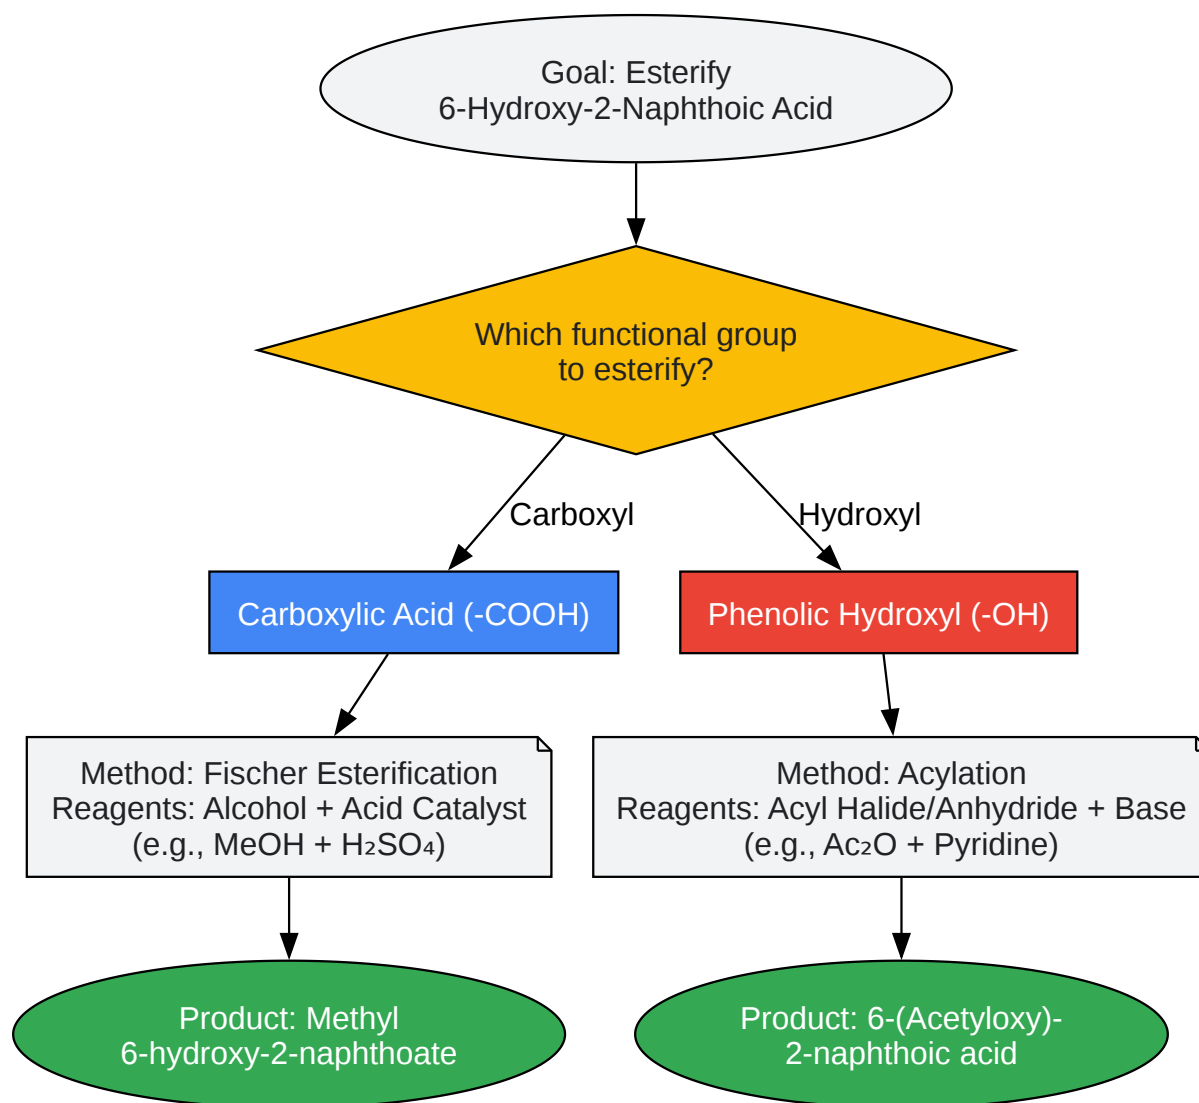 Goal: Esterify
6-Hydroxy-2-Naphthoic Acid
Which functional group
to esterify?
Carboxyl
Hydroxyl
Carboxylic Acid (-COOH)
Phenolic Hydroxyl (-OH)
Method: Fischer Esterification
Reagents: Alcohol + Acid Catalyst
(e.g., MeOH + H₂SO₄)
Method: Acylation
Reagents: Acyl Halide/Anhydride + Base
(e.g., Ac₂O + Pyridine)
Product: Methyl
6-hydroxy-2-naphthoate
Product: 6-(Acetyloxy)-
2-naphthoic acid